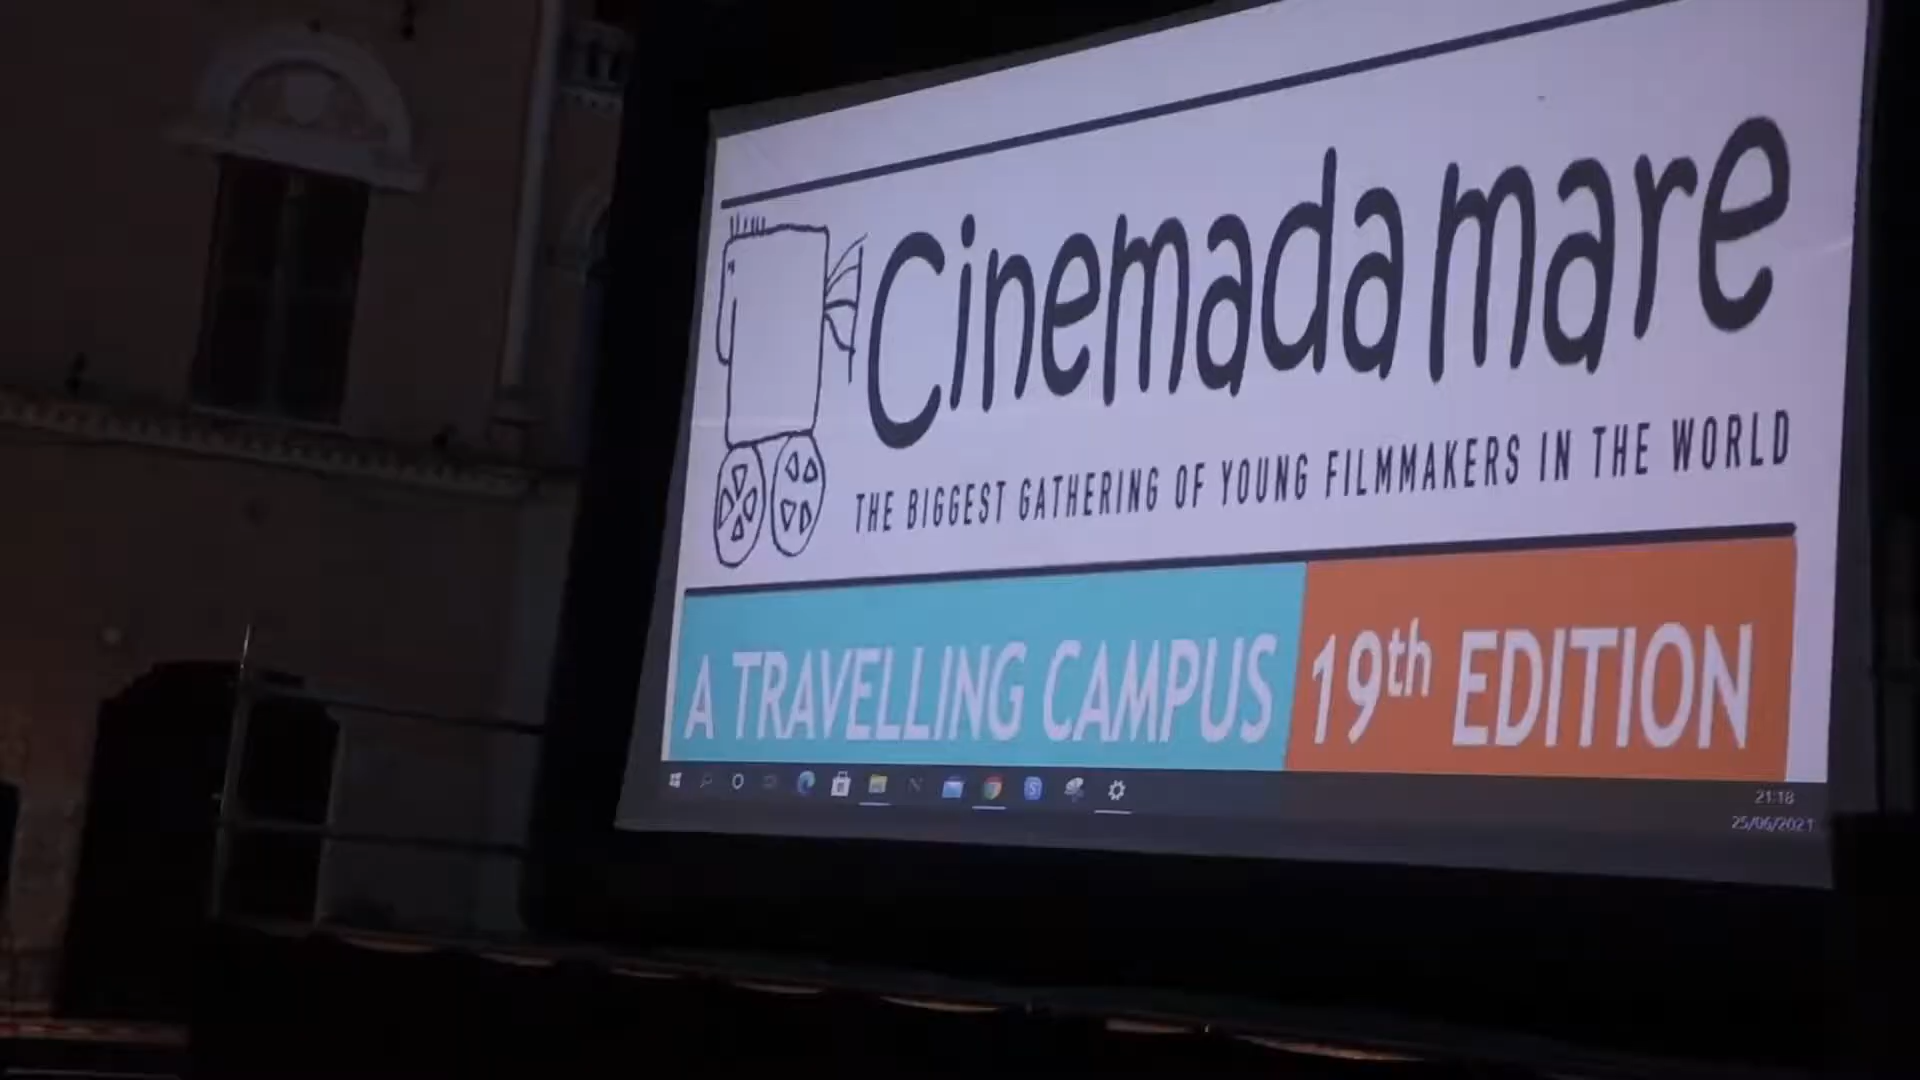 Cinemadamare
THE BIGGEST GATHERING OF YOUNG FILMMAKERS IN THE WORLD
A TRAVELLING CAMPUS 19th EDITION
21:18
25/06/2021